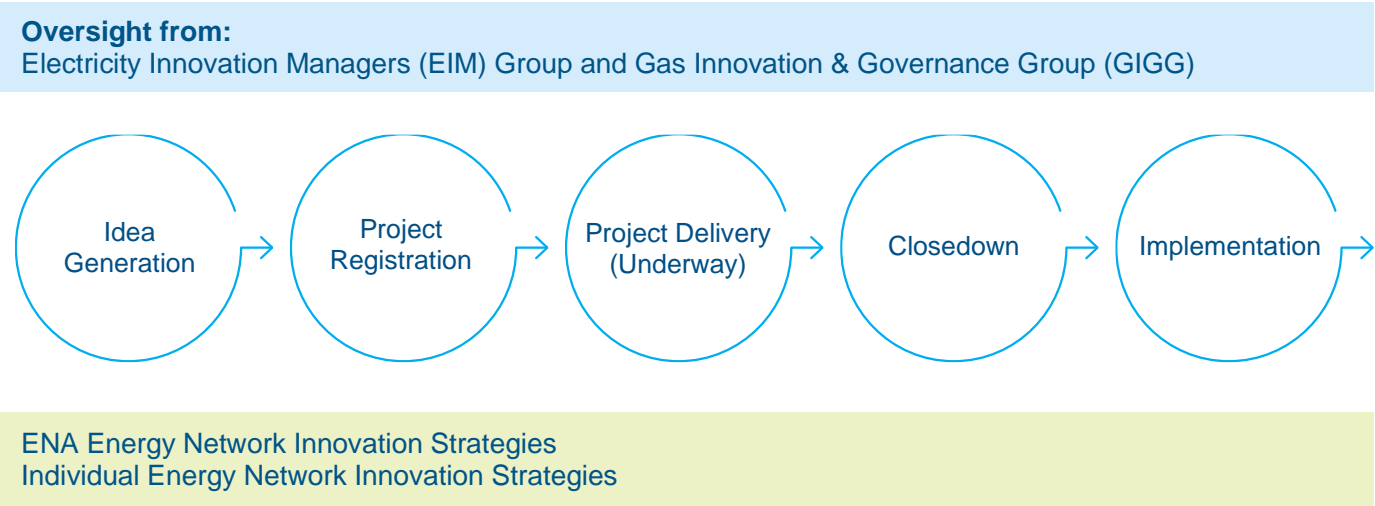 Oversight from:
Electricity Innovation Managers (EIM) Group and Gas Innovation & Governance Group (GIGG)
Idea
Generation
Project
Registration
Project Delivery
(Underway)
Closedown
Implementation
ENA Energy Network Innovation Strategies
Individual Energy Network Innovation Strategies